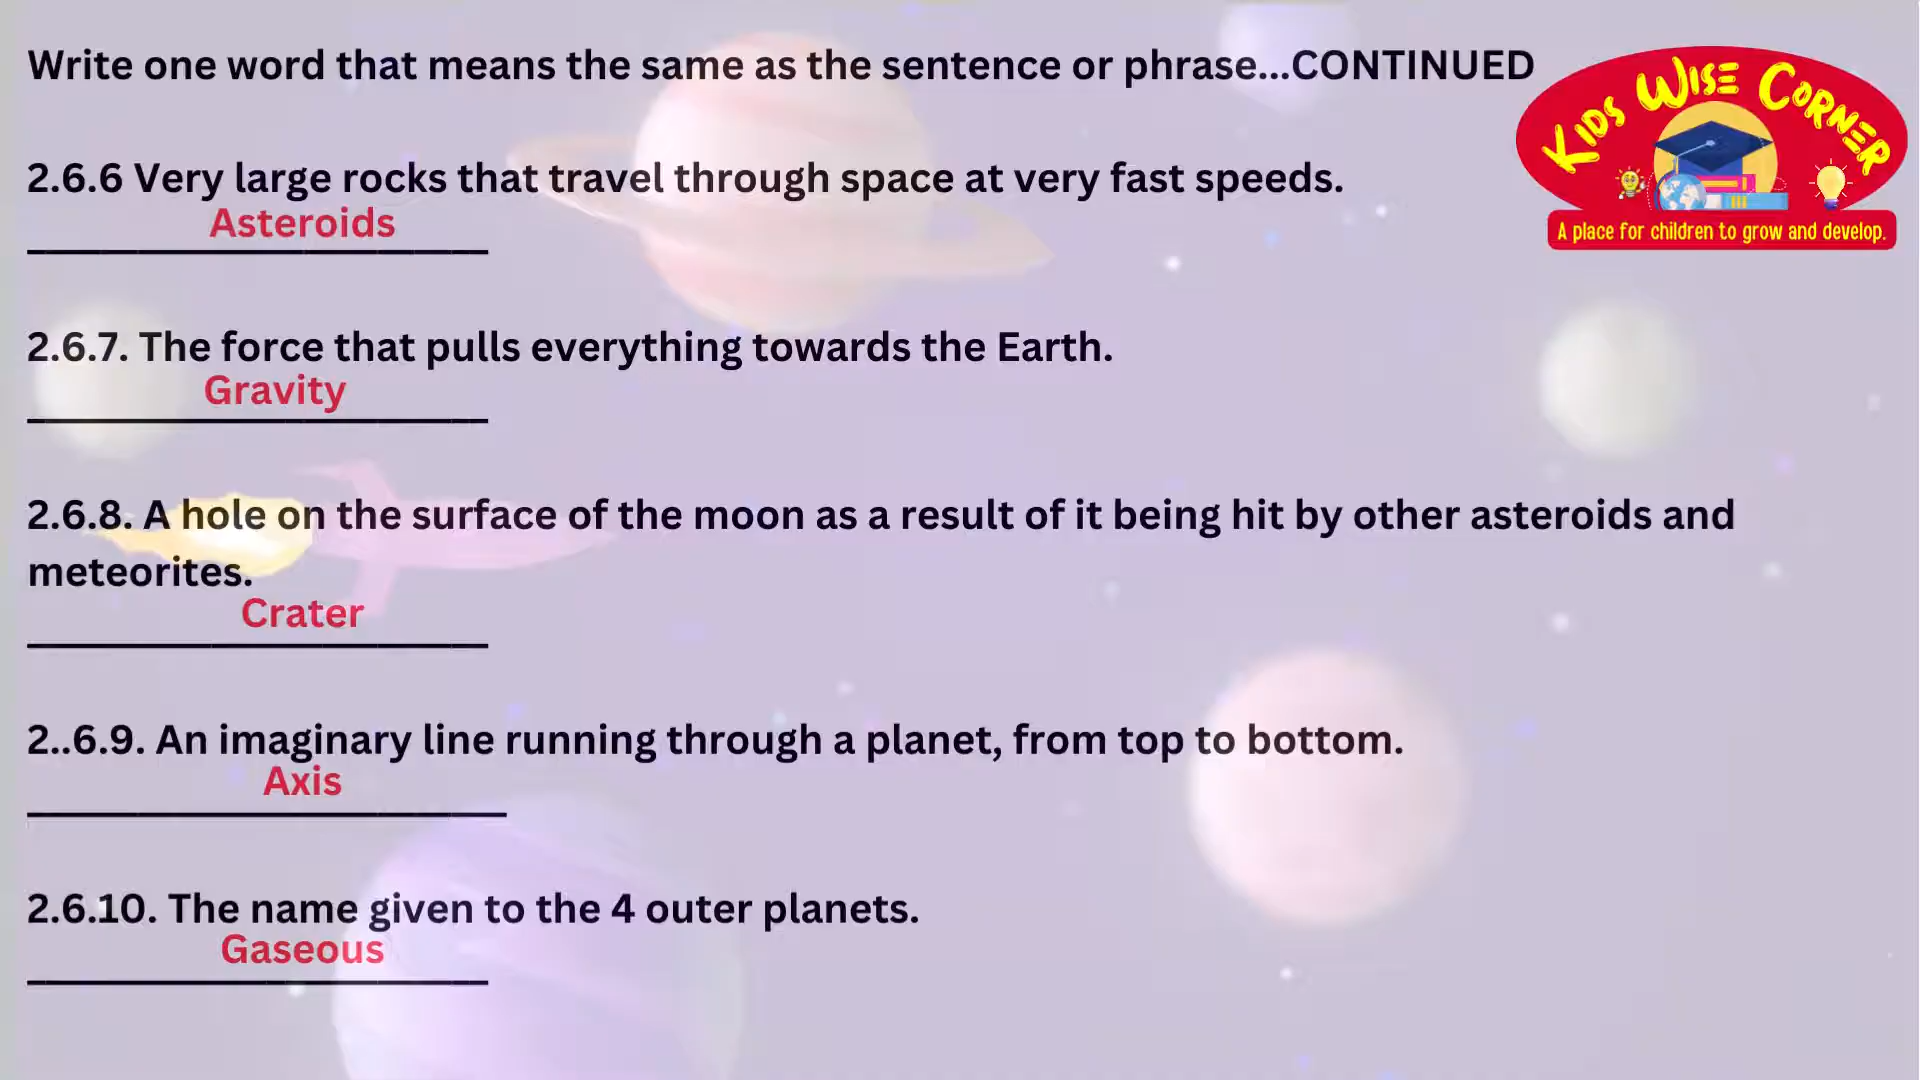 Write one word that means the same as the sentence or phrase...CONTINUED
KIDS WISE CORNER
A place for children to grow and develop.
2.6.6 Very large rocks that travel through space at very fast speeds.
Asteroids
2.6.7. The force that pulls everything towards the Earth.
Gravity
2.6.8. A hole on the surface of the moon as a result of it being hit by other asteroids and
meteorites.
Crater
2..6.9. An imaginary line running through a planet, from top to bottom.
Axis
2.6.10. The name given to the 4 outer planets.
Gaseous